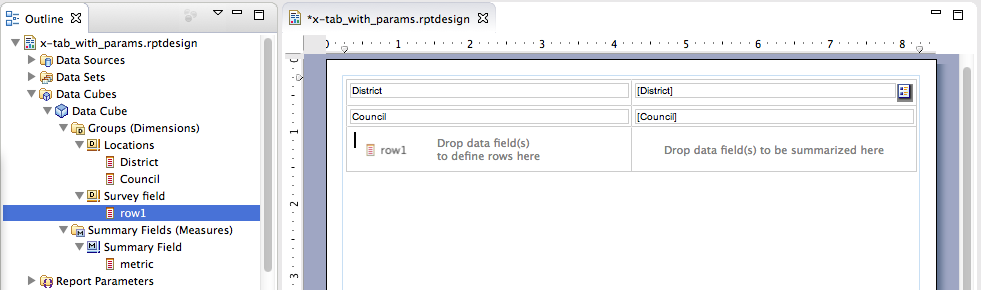 Outline
x-tab_with_params.rptdesign
Data Sources
Data Sets
Data Cubes
Data Cube
Groups (Dimensions)
Locations
District
Council
Survey field
row1
Summary Fields (Measures)
Summary Field
metric
Report Parameters
*x-tab_with_params.rptdesign
0 1 2 3 4 5 6 7 8
0
1
2
3
District [District]
Council [Council]
row1 Drop data field(s)
to define rows here
Drop data field(s) to be summarized here